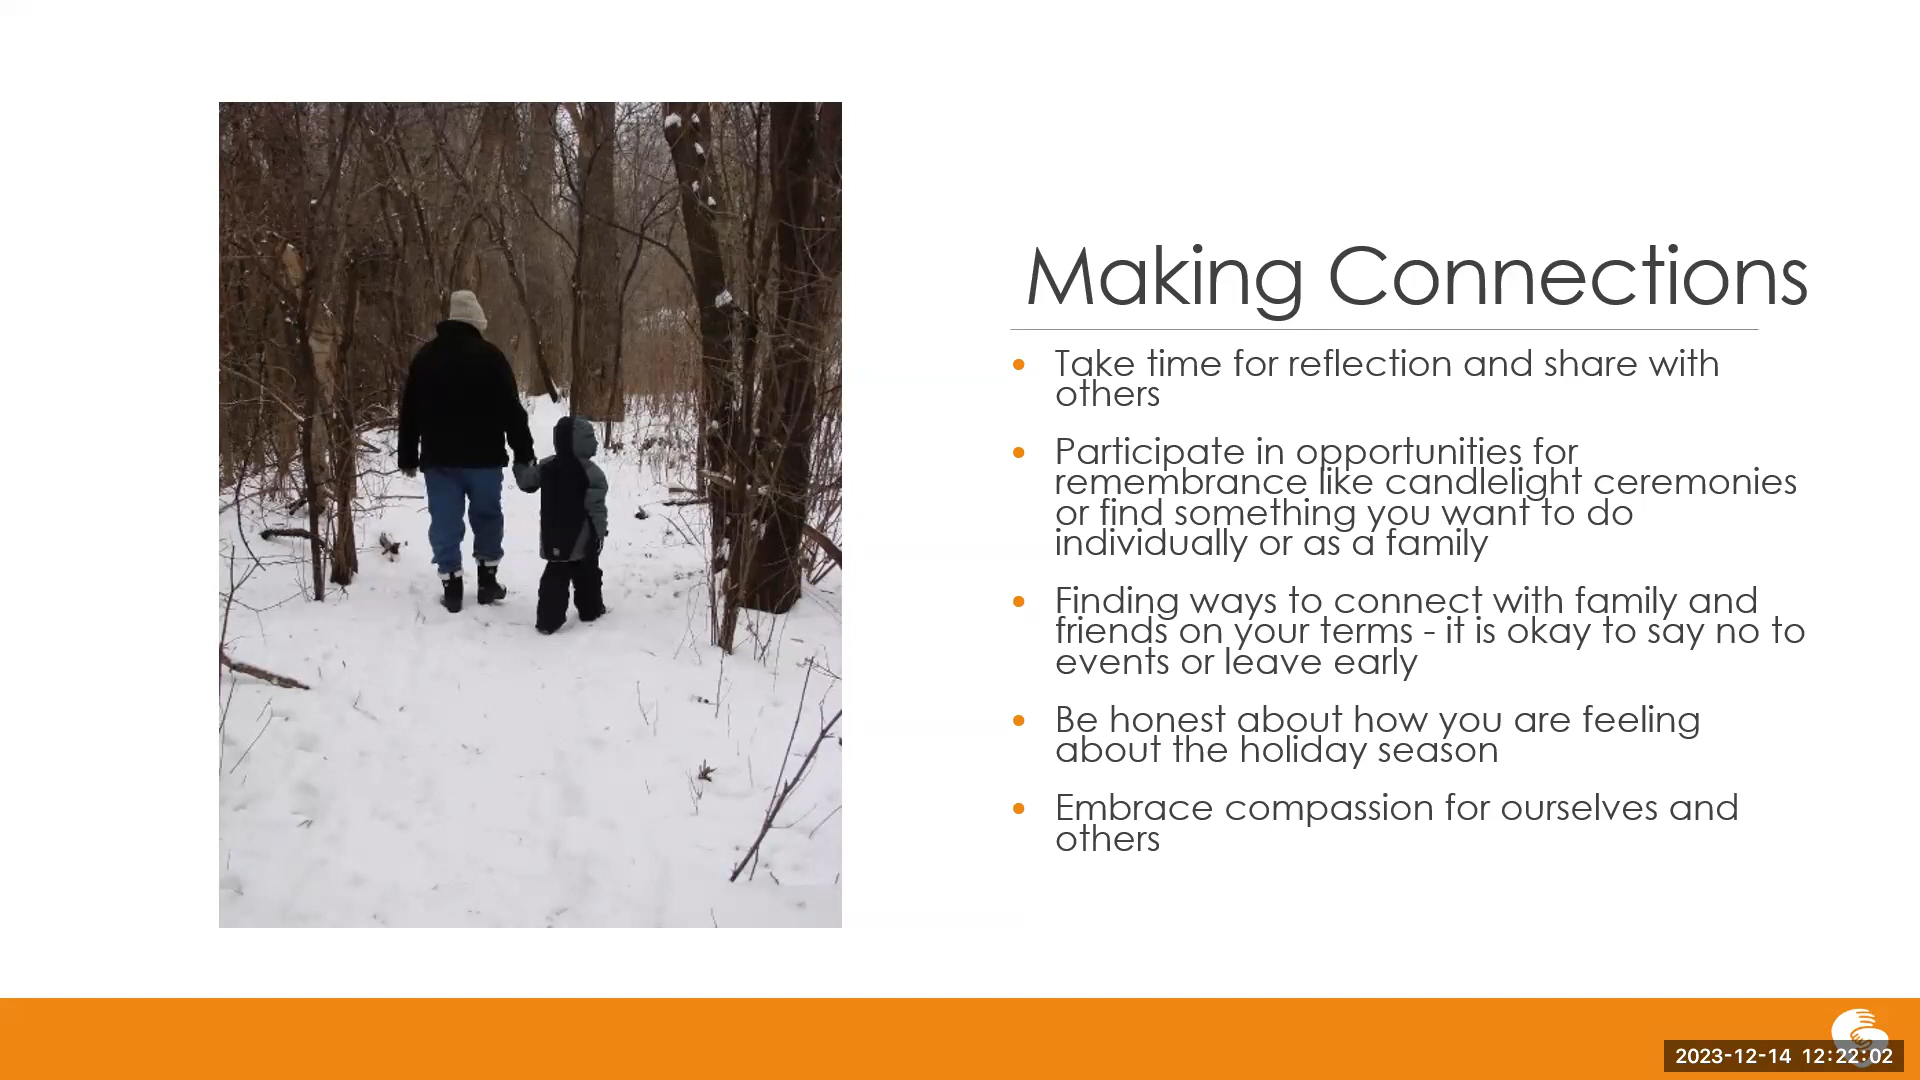 Making Connections
• Take time for reflection and share with
others
• Participate in opportunities for
remembrance like candlelight ceremonies
or find something you want to do
individually or as a family
• Finding ways to connect with family and
friends on your terms - it is okay to say no to
events or leave early
• Be honest about how you are feeling
about the holiday season
• Embrace compassion for ourselves and
others
2023-12-14 12:22:02